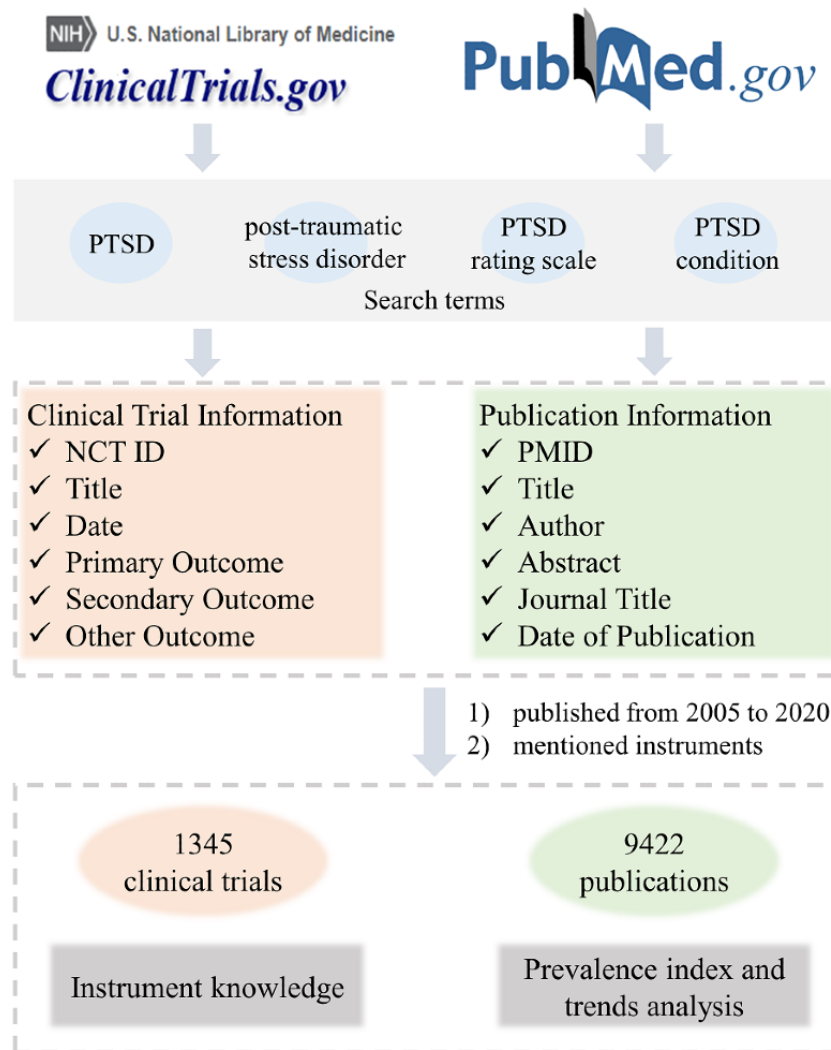 NIH U.S. National Library of Medicine
ClinicalTrials.gov
PubMed.gov
PTSD
post-traumatic
stress disorder
PTSD
rating scale
PTSD
condition
Search terms
Clinical Trial Information
✓ NCT ID
✓ Title
✓ Date
✓ Primary Outcome
✓ Secondary Outcome
✓ Other Outcome
Publication Information
✓ PMID
✓ Title
✓ Author
✓ Abstract
✓ Journal Title
✓ Date of Publication
1) published from 2005 to 2020
2) mentioned instruments
1345
clinical trials
9422
publications
Instrument knowledge
Prevalence index and
trends analysis